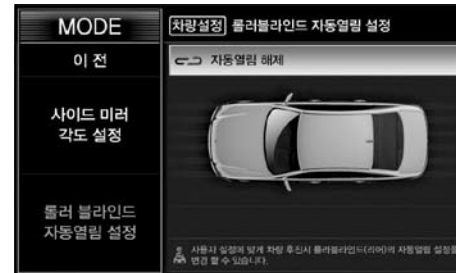 MODE
차량설정 롤러블라인드 자동열림 설정
이 전
자동열림 해제
사이드 미러
각도 설정
롤러 블라인드
자동열림 설정
사용자 설정에 맞게 차량 후진시 롤러블라인드(리어)의 자동열림 설정을
변경 할 수 있습니다.